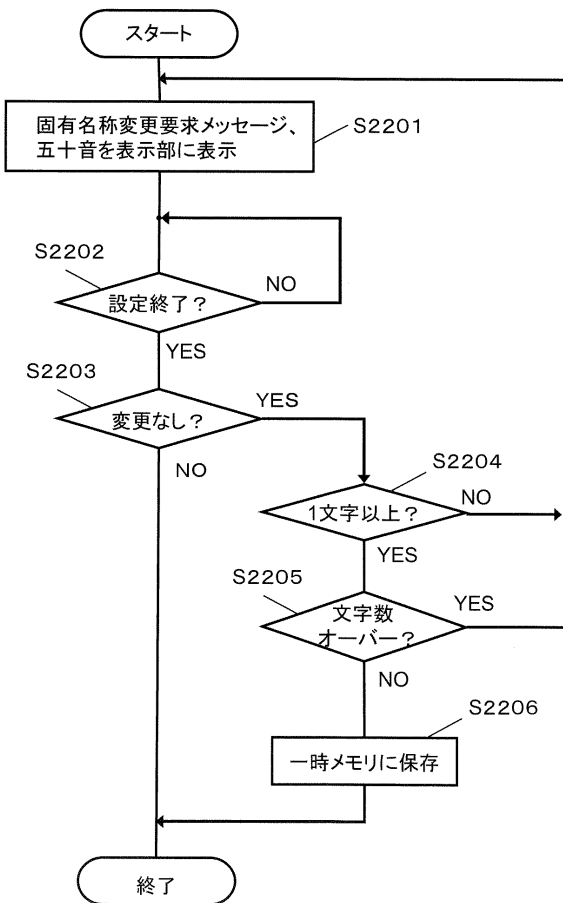 スタート
固有名称変更要求メッセージ、
五十音を表示部に表示
S2201
S2202
設定終了？
NO
YES
S2203
変更なし？
YES
NO
S2204
1文字以上？
NO
YES
S2205
文字数
オーバー？
YES
NO
S2206
一時メモリに保存
終了